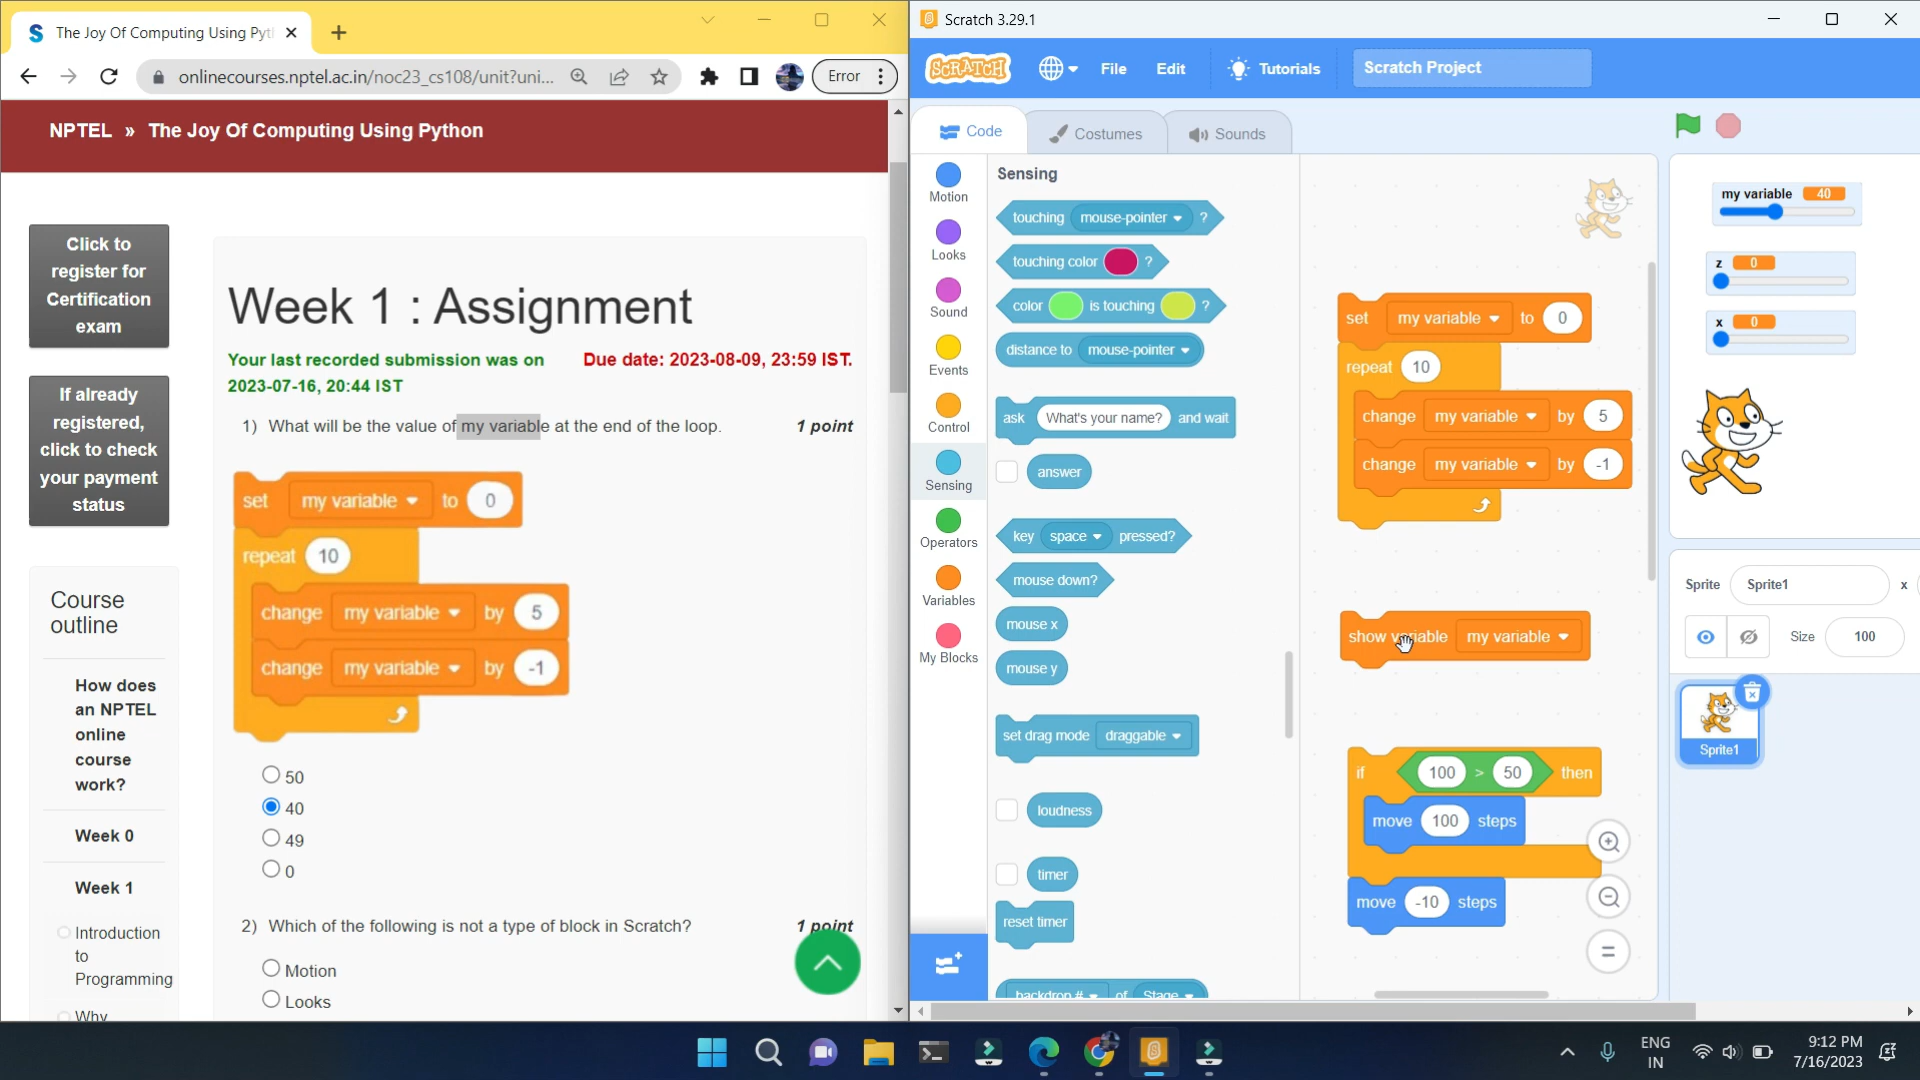 The Joy Of Computing Using Pyt
onlinecourses.nptel.ac.in/noc23_cs108/unit?uni...
Error
NPTEL » The Joy Of Computing Using Python
Click to
register for
Certification
exam
If already
registered,
click to check
your payment
status
Course
outline
How does
an NPTEL
online
course
work?
Week 0
Week 1
Introduction
to
Programming
Why
Week 1 : Assignment
Your last recorded submission was on
2023-07-16, 20:44 IST
Due date: 2023-08-09, 23:59 IST.
1) What will be the value of my variable at the end of the loop.
1 point
set my variable to 0
repeat 10
change my variable by 5
change my variable by -1
50
40
49
0
2) Which of the following is not a type of block in Scratch?
1 point
Motion
Looks
Scratch 3.29.1
SCRATCH
File
Edit
Tutorials
Scratch Project
Code
Costumes
Sounds
Motion
Looks
Sound
Events
Control
Sensing
Operators
Variables
My Blocks
Sensing
touching mouse-pointer ?
touching color ?
color is touching ?
distance to mouse-pointer
ask What's your name? and wait
answer
key space pressed?
mouse down?
mouse x
mouse y
set drag mode draggable
loudness
timer
reset timer
backdrop # of Stage
set my variable to 0
repeat 10
change my variable by 5
change my variable by -1
show variable my variable
if 100 > 50 then
move 100 steps
move -10 steps
my variable 40
z 0
x 0
Sprite Sprite1 x
Size 100
Sprite1
ENG
IN
9:12 PM
7/16/2023